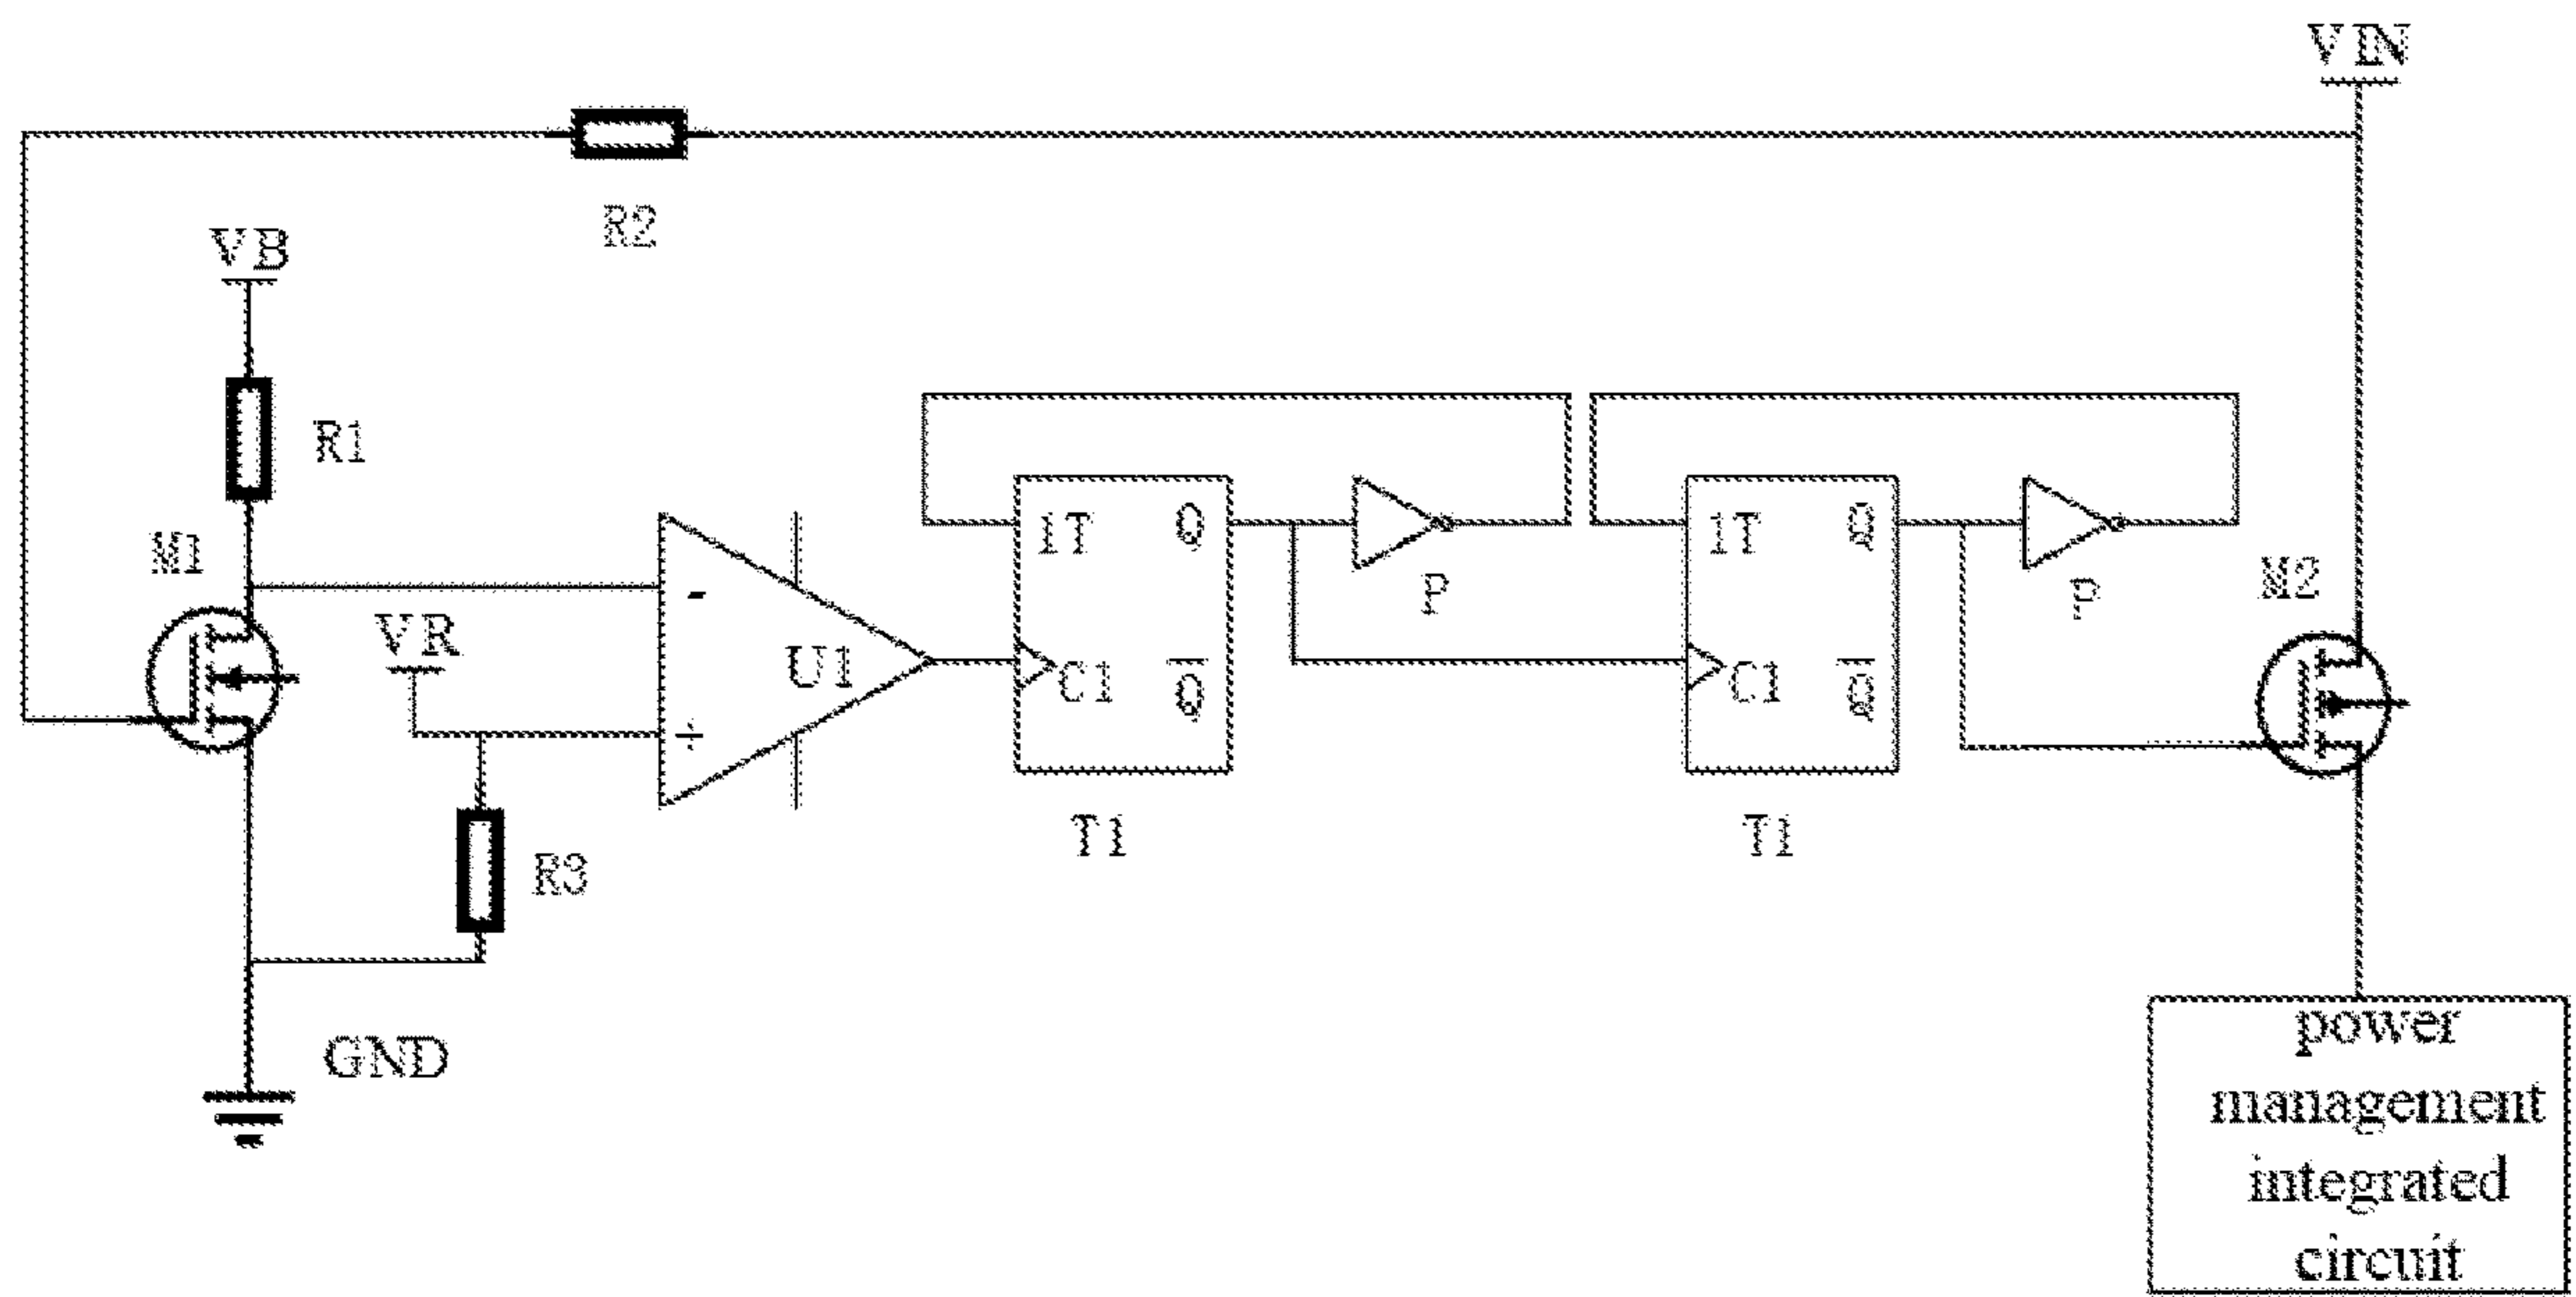 VIN
R2
VB
R1
M1
VR
- 
+
U1
1T Q
C1 Q
T1
P
1T Q
C1 Q
T1
P
M2
R3
GND
power
management
integrated
circuit